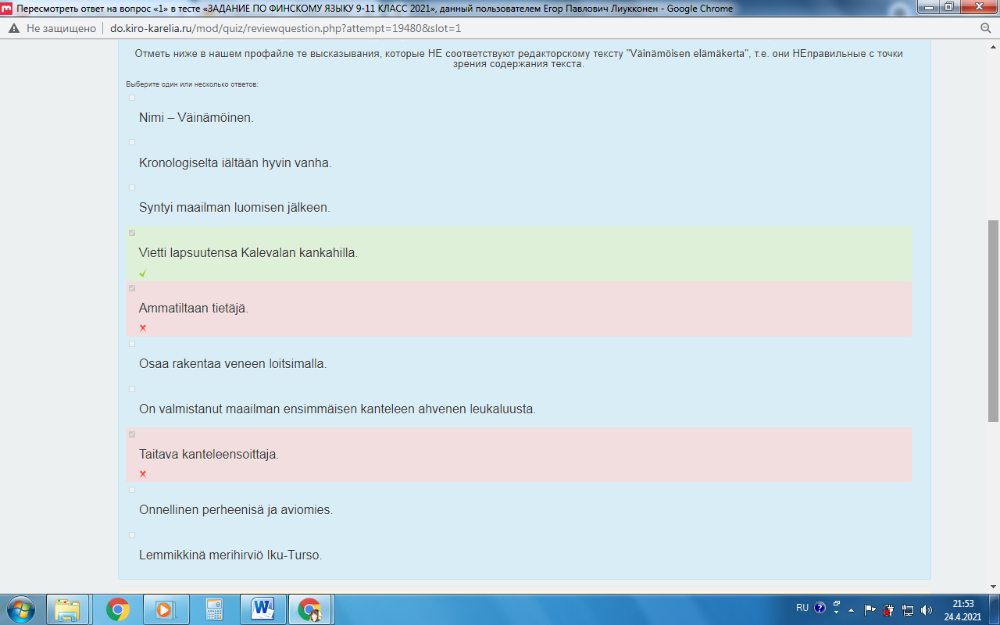 Пересмотреть ответ на вопрос «1» в тесте «ЗАДАНИЕ ПО ФИНСКОМУ ЯЗЫКУ 9-11 КЛАСС 2021», данный пользователем Егор Павлович Лиукконен - Google Chrome
Не защищено | do.kiro-karelia.ru/mod/quiz/reviewquestion.php?attempt=19480&slot=1
Отметь ниже в нашем профайле те высказывания, которые НЕ соответствуют редакторскому тексту "Väinämöisen elämäkerta", т.е. они НЕправильные с точки
зрения содержания текста.
Выберите один или несколько ответов:
Nimi – Väinämöinen.
Kronologiselta iältään hyvin vanha.
Syntyi maailman luomisen jälkeen.
Vietti lapsuutensa Kalevalan kankahilla.
Ammatiltaan tietäjä.
Osaa rakentaa veneen loitsimalla.
On valmistanut maailman ensimmäisen kanteleen ahvenen leukaluusta.
Taitava kanteleensoittaja.
Onnellinen perheenisä ja aviomies.
Lemmikkinä merihirviö Iku-Turso.
RU
21:53
24.4.2021